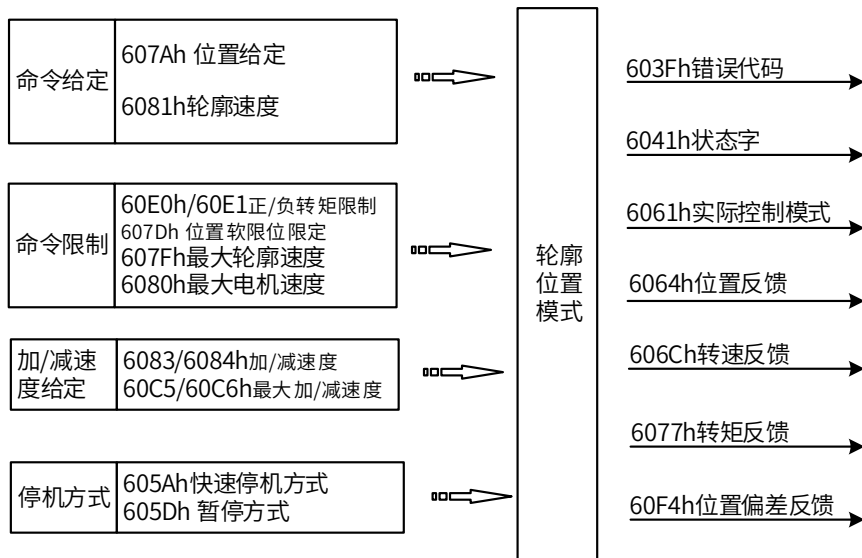 命令给定
607Ah 位置给定
6081h轮廓速度
命令限制
60E0h/60E1正/负转矩限制
607Dh 位置软限位限定
607Fh最大轮廓速度
6080h最大电机速度
加/减速
度给定
6083/6084h加/减速度
60C5/60C6h最大加/减速度
停机方式
605Ah快速停机方式
605Dh 暂停方式
轮廓
位置
模式
603Fh错误代码
6041h状态字
6061h实际控制模式
6064h位置反馈
606Ch转速反馈
6077h转矩反馈
60F4h位置偏差反馈